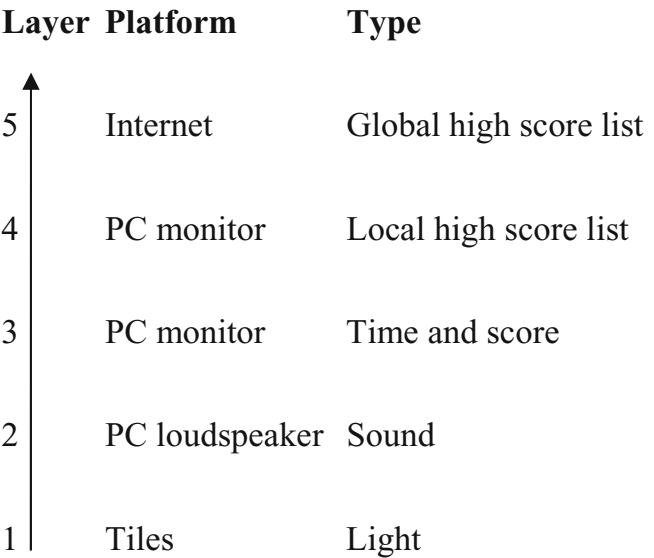 Layer Platform Type
5 Internet Global high score list
4 PC monitor Local high score list
3 PC monitor Time and score
2 PC loudspeaker Sound
1 Tiles Light